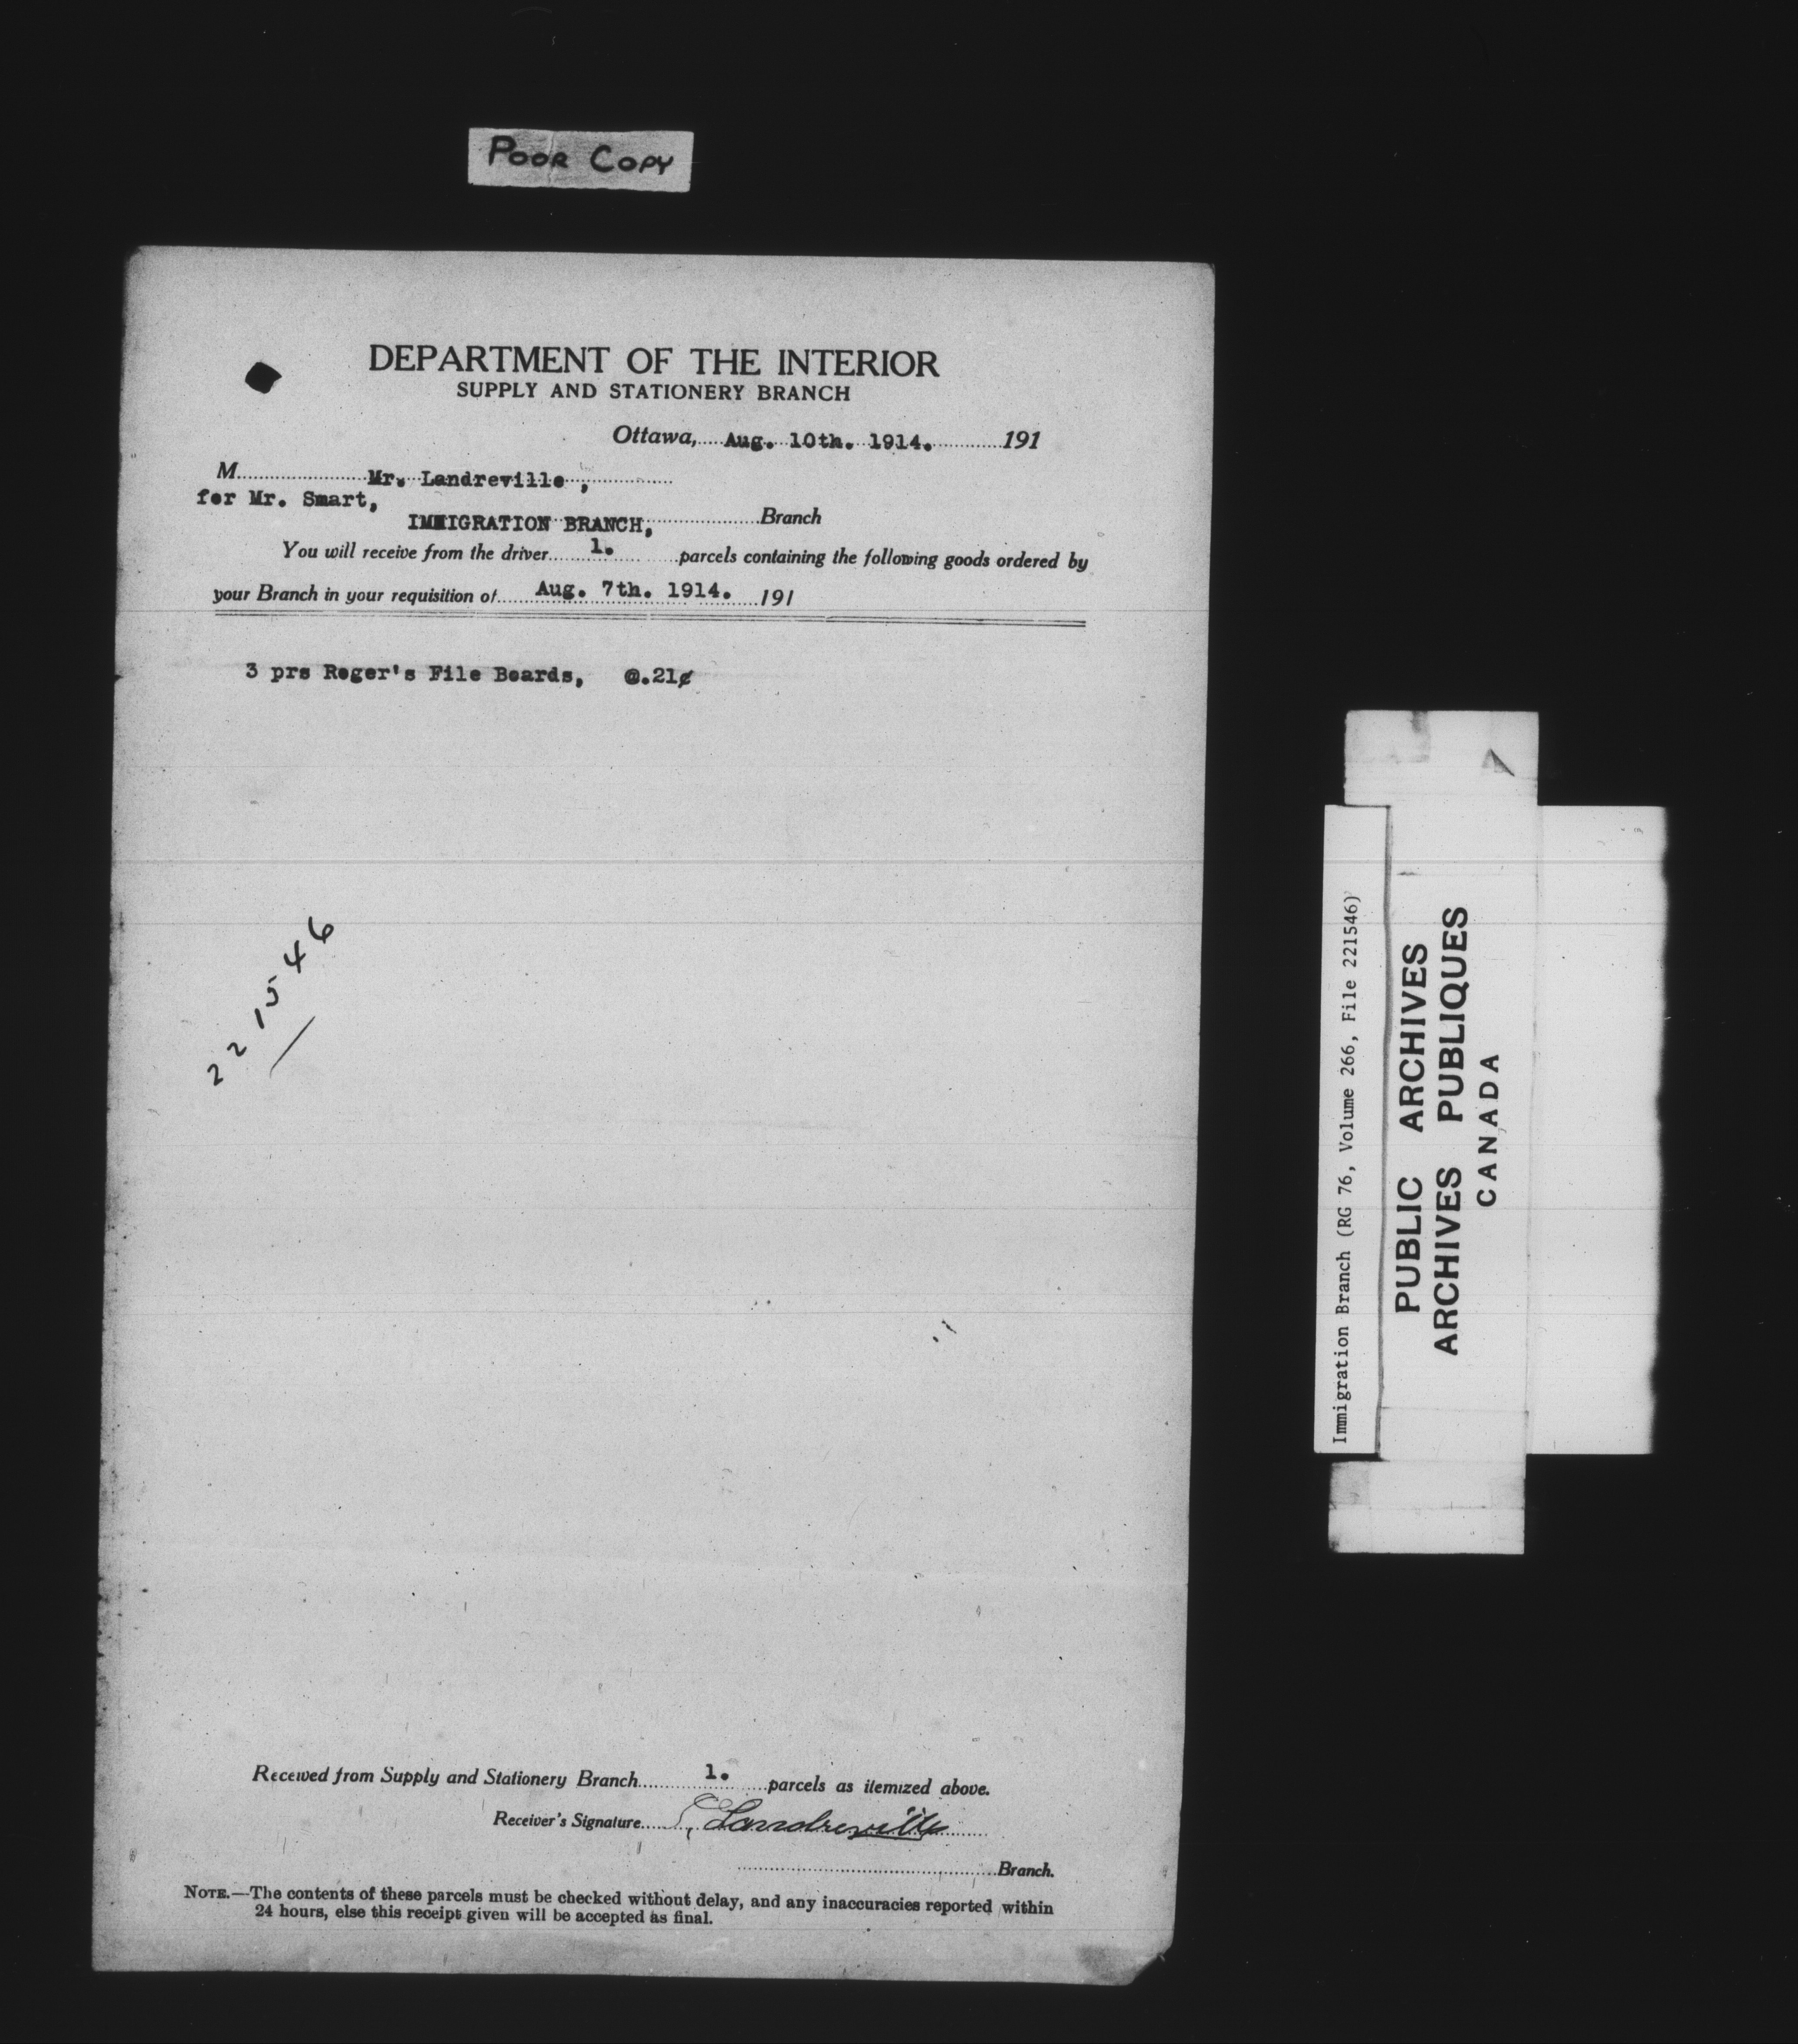 POOR COPY
DEPARTMENT OF THE INTERIOR
SUPPLY AND STATIONERY BRANCH
Ottawa, Aug. 10th. 1914. 191
M Mr. Landreville ,
for Mr. Smart,
IMMIGRATION BRANCH, Branch
You will receive from the driver 1. parcels containing the following goods ordered by
your Branch in your requisition of Aug. 7th. 1914. 191
3 prs Roger's File Boards, @.21¢
221546
Received from Supply and Stationery Branch 1. parcels as itemized above.
Receiver's Signature Landreville
Branch.
NOTE.—The contents of these parcels must be checked without delay, and any inaccuracies reported within
24 hours, else this receipt given will be accepted as final.
Immigration Branch (RG 76, Volume 266, File 221546)
PUBLIC ARCHIVES
ARCHIVES PUBLIQUES
CANADA